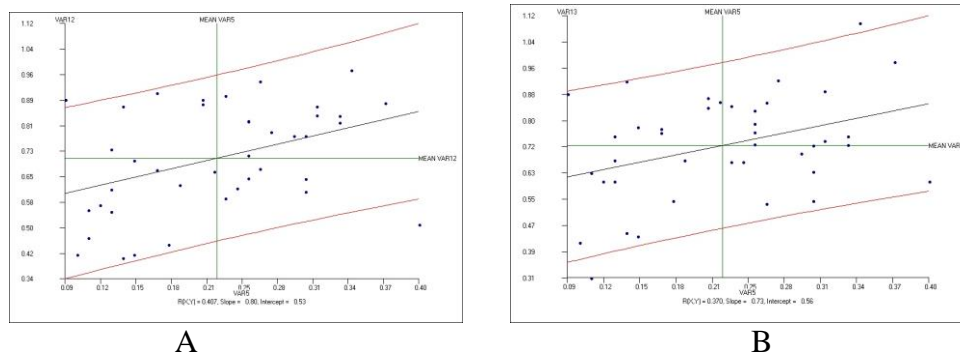 VAR12
MEAN VAR5
1.12
1.04
0.96
0.89
0.81
0.73
MEAN VAR12
0.65
0.58
0.50
0.42
0.34
0.09 0.12 0.15 0.18 0.21 0.25 0.28 0.31 0.34 0.37 0.40
VAR5
R[X,Y] = 0.407, Slope = 0.80, Intercept = 0.53
A
VAR13
MEAN VAR5
1.12
1.04
0.96
0.88
0.80
0.72
MEAN
0.63
0.55
0.47
0.39
0.31
0.09 0.12 0.15 0.18 0.21 0.25 0.28 0.31 0.34 0.37 0.40
VAR5
R[X,Y] = 0.370, Slope = 0.73, Intercept = 0.56
B